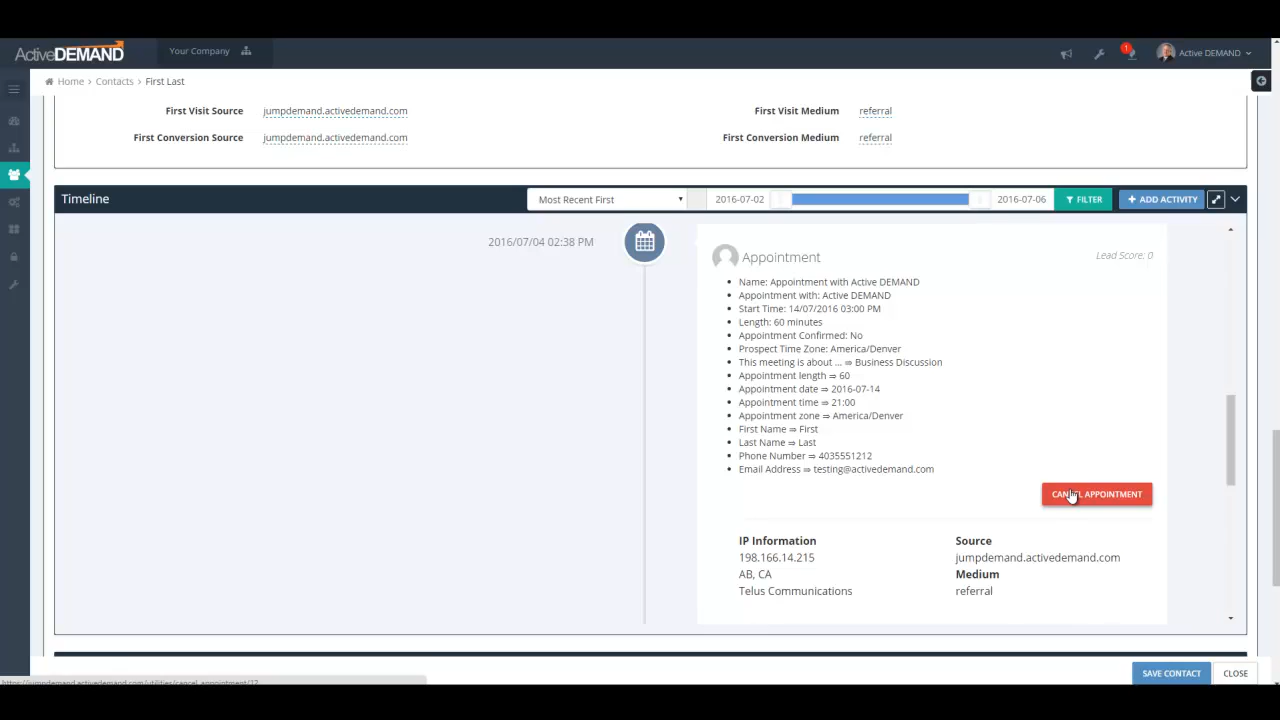 ActiveDEMAND
Your Company
1
Active DEMAND
Home > Contacts > First Last
First Visit Source jumpdemand.activedemand.com First Visit Medium referral
First Conversion Source jumpdemand.activedemand.com First Conversion Medium referral
Timeline Most Recent First 2016-07-02 2016-07-06 FILTER + ADD ACTIVITY
2016/07/04 02:38 PM
Appointment Lead Score: 0
• Name: Appointment with Active DEMAND
• Appointment with: Active DEMAND
• Start Time: 14/07/2016 03:00 PM
• Length: 60 minutes
• Appointment Confirmed: No
• Prospect Time Zone: America/Denver
• This meeting is about ... ⇒ Business Discussion
• Appointment length ⇒ 60
• Appointment date ⇒ 2016-07-14
• Appointment time ⇒ 21:00
• Appointment zone ⇒ America/Denver
• First Name ⇒ First
• Last Name ⇒ Last
• Phone Number ⇒ 4035551212
• Email Address ⇒ testing@activedemand.com
CANCEL APPOINTMENT
IP Information
198.166.14.215
AB, CA
Telus Communications
Source
jumpdemand.activedemand.com
Medium
referral
SAVE CONTACT CLOSE